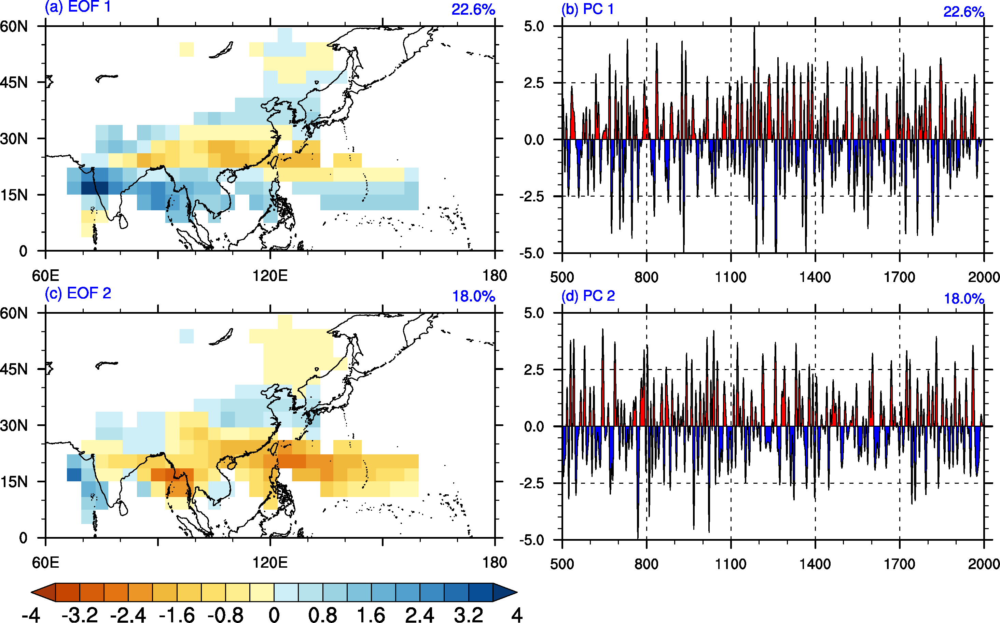 (a) EOF 1 22.6%
60N
45N
30N
15N
0
60E 120E 180
(b) PC 1 22.6%
5.0
2.5
0.0
-2.5
-5.0
500 800 1100 1400 1700 2000
(c) EOF 2 18.0%
60N
45N
30N
15N
0
60E 120E 180
(d) PC 2 18.0%
5.0
2.5
0.0
-2.5
-5.0
500 800 1100 1400 1700 2000
-4 -3.2 -2.4 -1.6 -0.8 0 0.8 1.6 2.4 3.2 4